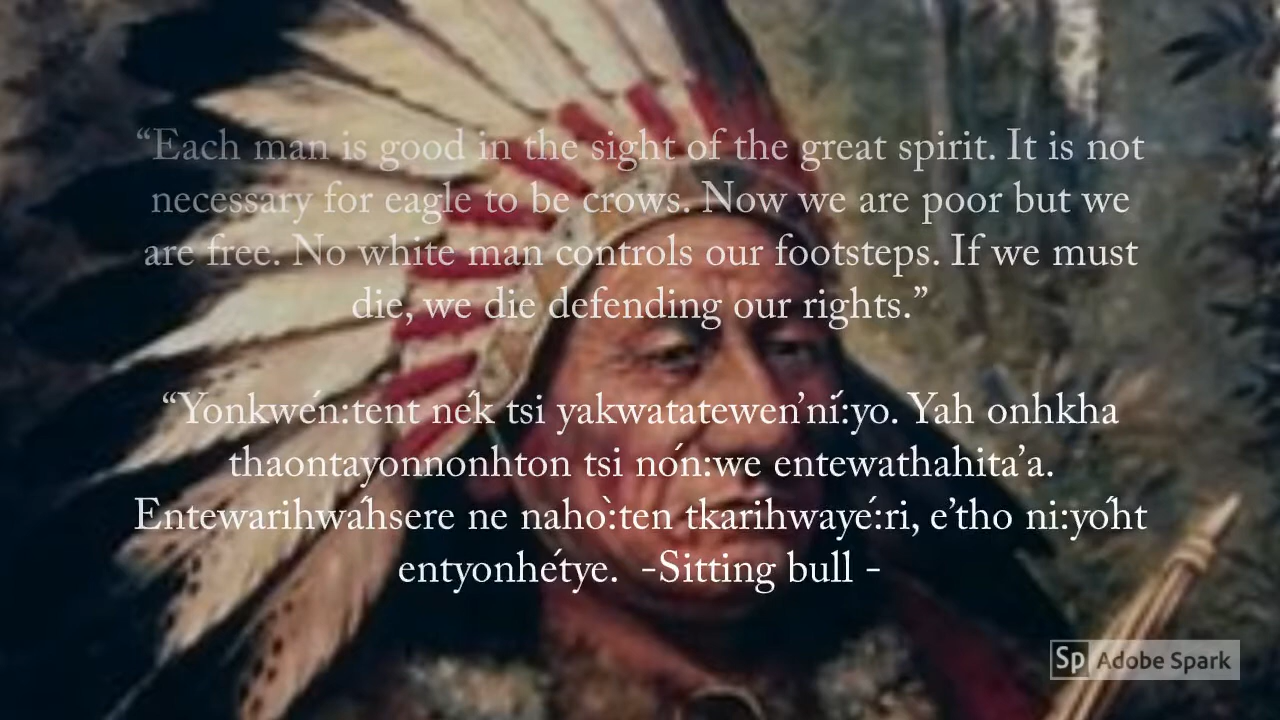 “Each man is good in the sight of the great spirit. It is not
necessary for eagle to be crows. Now we are poor but we
are free. No white man controls our footsteps. If we must
die, we die defending our rights.”
“Yonkwén:tent nék tsi yakwatatewen’ní:yo. Yah onhkha
thaontayonnonhton tsi nón:we entewathahita’a.
Entewarihwáhsere ne nahò:ten tkarihwayé:ri, e’tho ni:yóht
entyonhétye. -Sitting bull -
Sp Adobe Spark